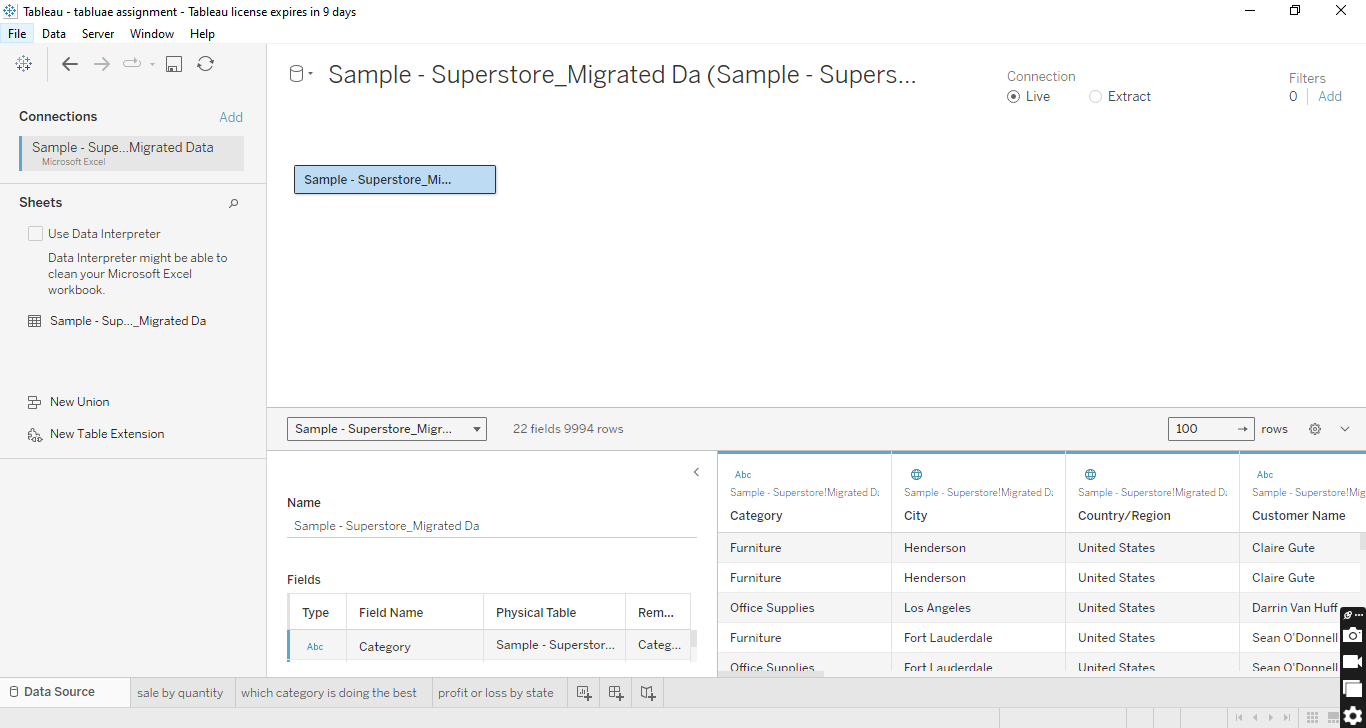 Tableau - tabluae assignment - Tableau license expires in 9 days
File Data Server Window Help
Connections Add
Sample - Supe...Migrated Data
Microsoft Excel
Sheets
Use Data Interpreter
Data Interpreter might be able to
clean your Microsoft Excel
workbook.
Sample - Sup..._Migrated Da
New Union
New Table Extension
Sample - Superstore_Migrated Da (Sample - Supers...
Connection
Live Extract
Filters
0 Add
Sample - Superstore_Mi...
Sample - Superstore_Migr... 22 fields 9994 rows 100 rows
Name
Sample - Superstore_Migrated Da
Fields
Type Field Name Physical Table Rem...
Abc Category Sample - Superstor... Categ...
Abc Abc
Sample - Superstore!Migrated Da Sample - Superstore!Migrated Da Sample - Superstore!Migrated Da Sample - Superstore!Mig
Category City Country/Region Customer Name
Furniture Henderson United States Claire Gute
Furniture Henderson United States Claire Gute
Office Supplies Los Angeles United States Darrin Van Huff
Furniture Fort Lauderdale United States Sean O'Donnell
Office Supplies Fort Lauderdale United States Sean O'Donnell
Data Source sale by quantity which category is doing the best profit or loss by state